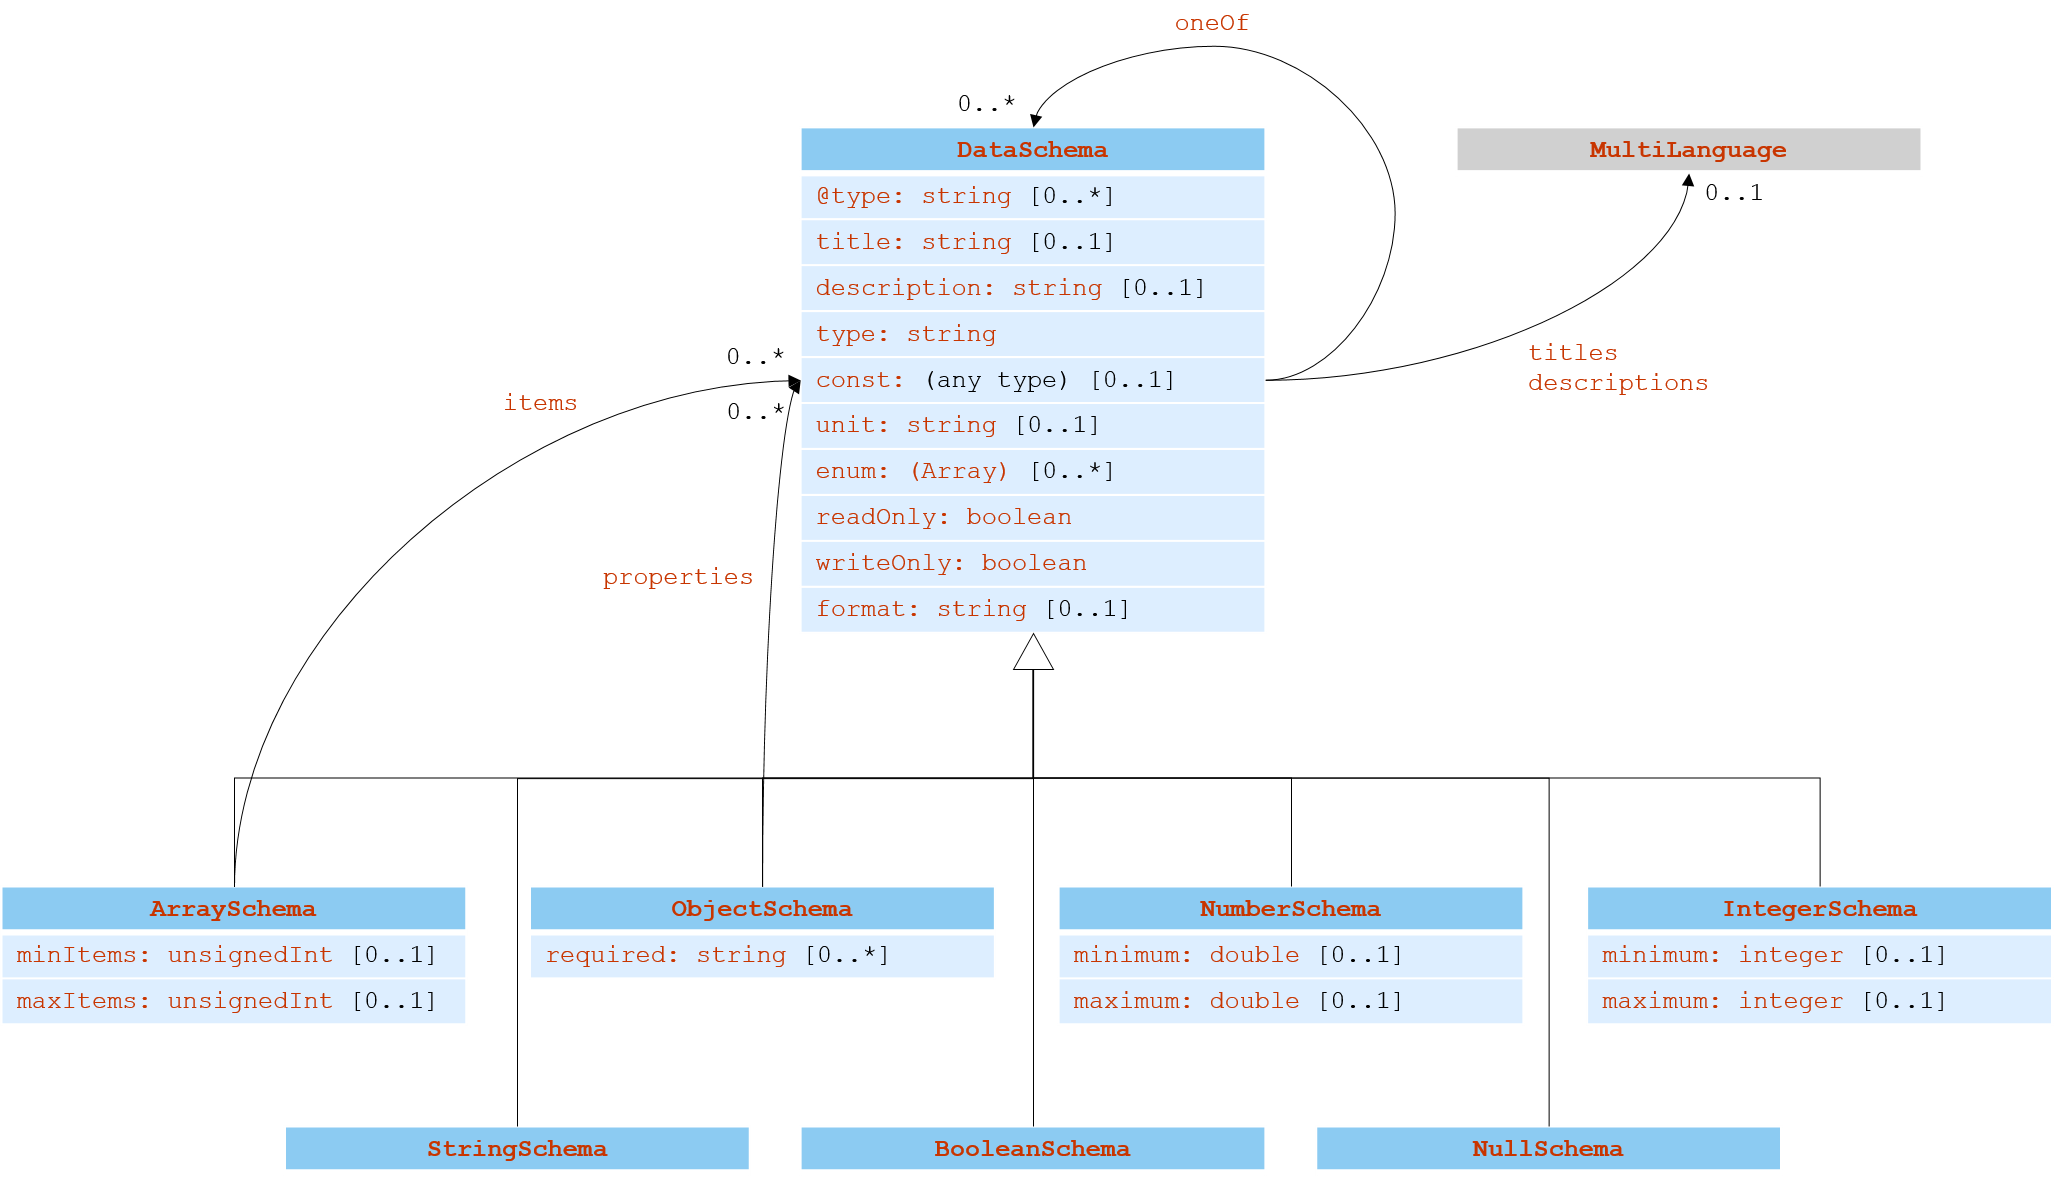 oneOf
0..*
DataSchema
@type: string [0..*]
title: string [0..1]
description: string [0..1]
type: string
const: (any type) [0..1]
unit: string [0..1]
enum: (Array) [0..*]
readOnly: boolean
writeOnly: boolean
format: string [0..1]
MultiLanguage
0..1
titles
descriptions
0..*
items
0..*
properties
ArraySchema
minItems: unsignedInt [0..1]
maxItems: unsignedInt [0..1]
ObjectSchema
required: string [0..*]
NumberSchema
minimum: double [0..1]
maximum: double [0..1]
IntegerSchema
minimum: integer [0..1]
maximum: integer [0..1]
StringSchema
BooleanSchema
NullSchema